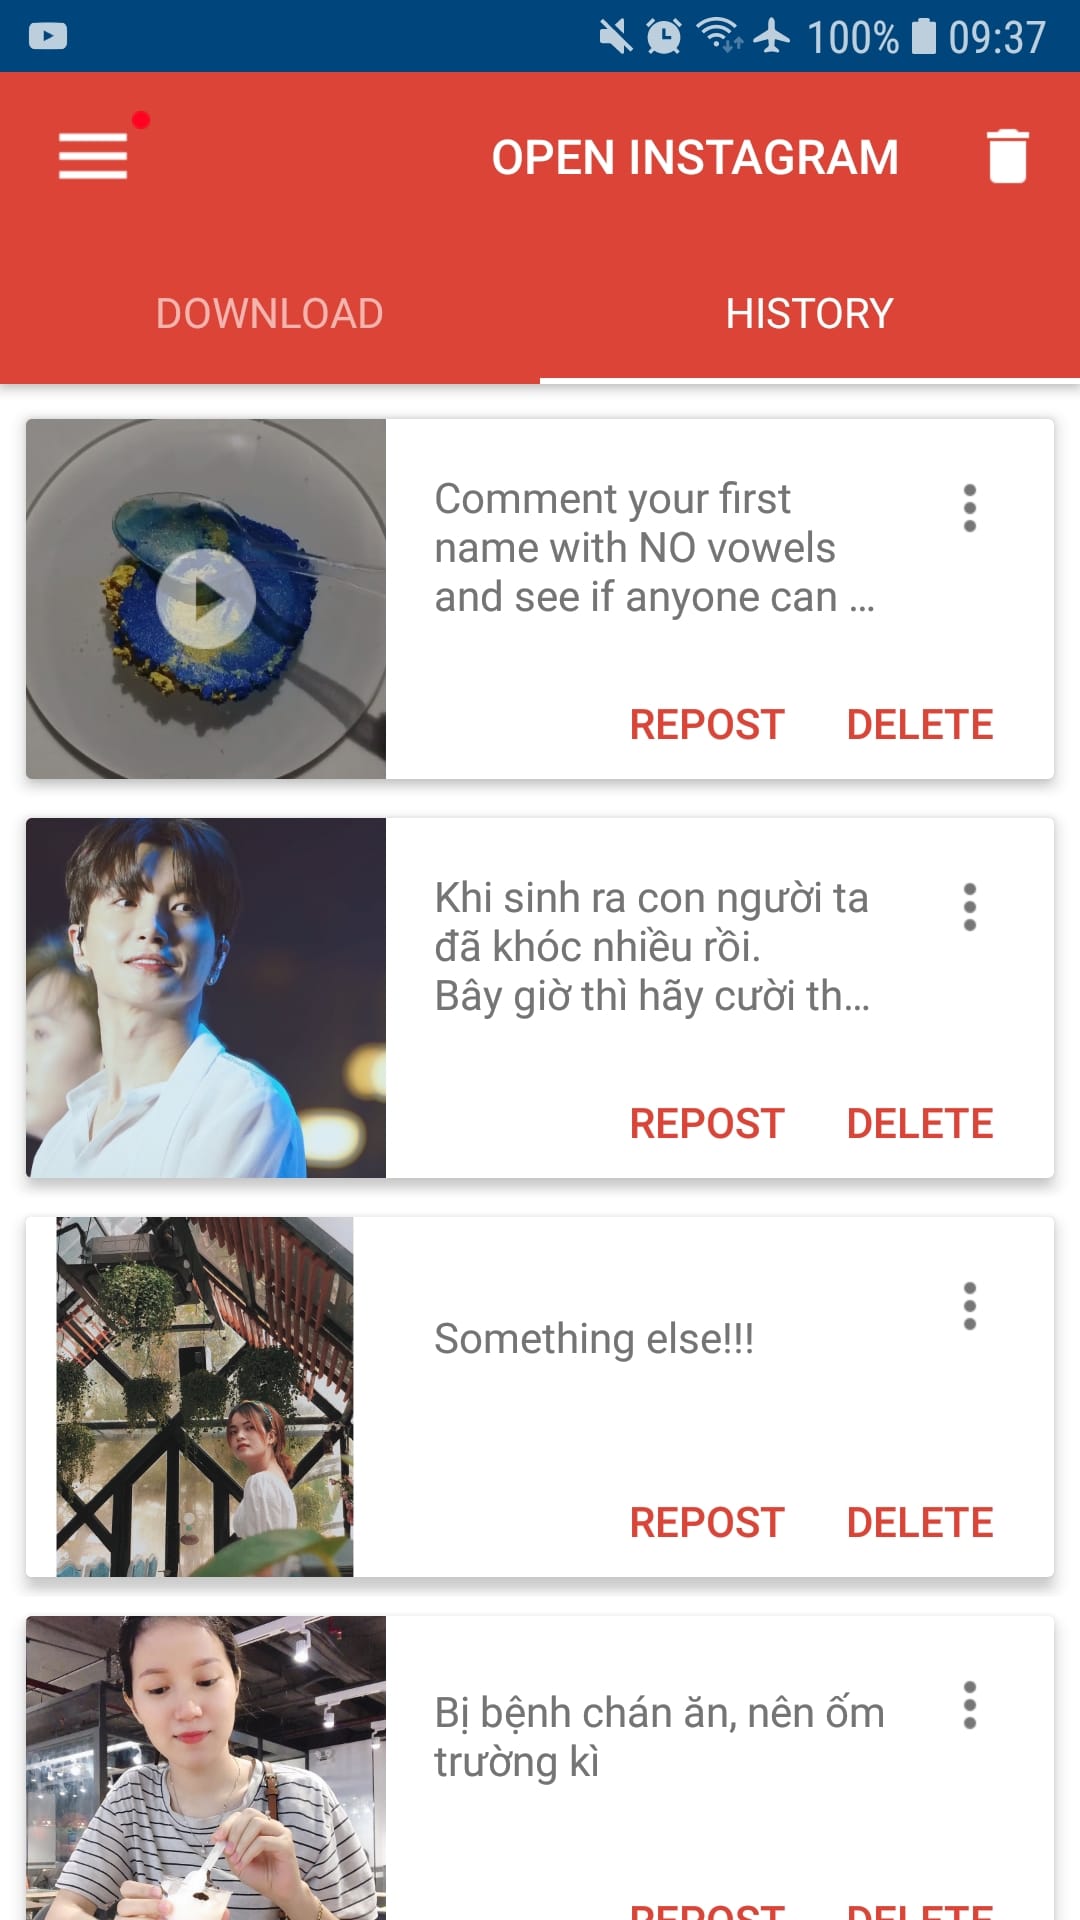 100% 09:37
OPEN INSTAGRAM
DOWNLOAD HISTORY
Comment your first
name with NO vowels
and see if anyone can ...
REPOST DELETE
Khi sinh ra con người ta
đã khóc nhiều rồi.
Bây giờ thì hãy cười th...
REPOST DELETE
Something else!!!
REPOST DELETE
Bị bệnh chán ăn, nên ốm
trường kì
REPOST DELETE